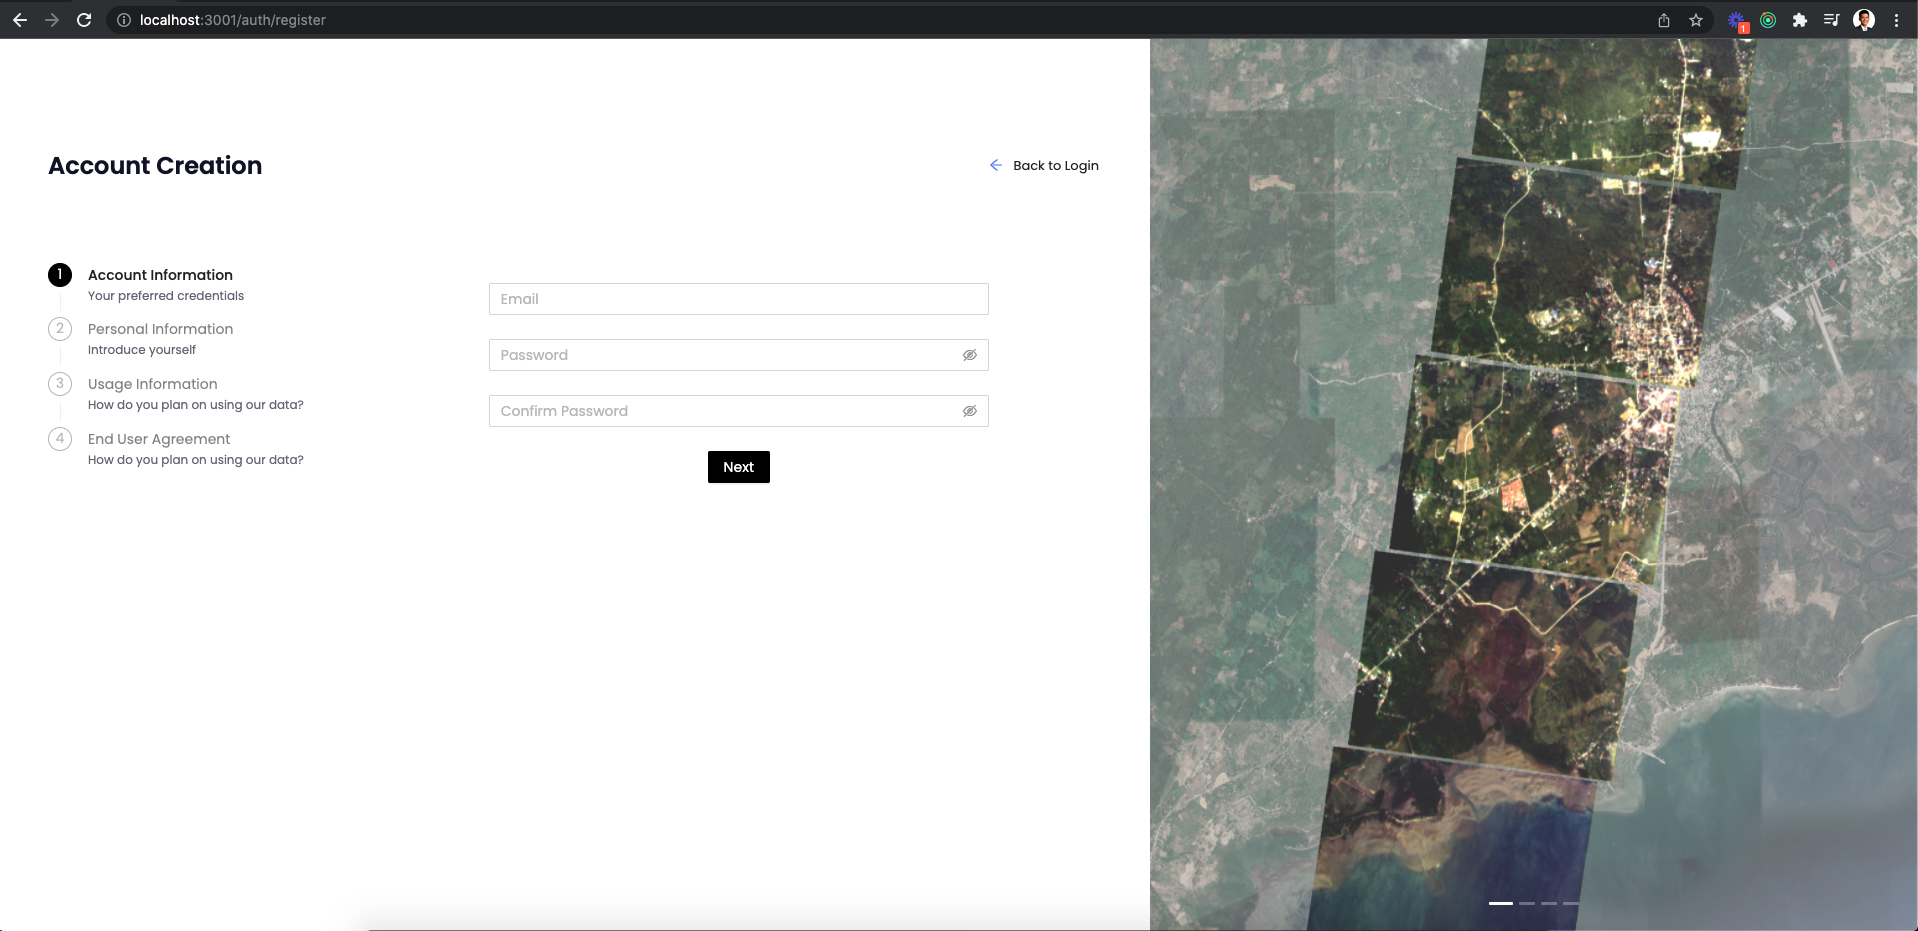 localhost:3001/auth/register
1
Account Creation
Back to Login
1
Account Information
Your preferred credentials
2
Personal Information
Introduce yourself
3
Usage Information
How do you plan on using our data?
4
End User Agreement
How do you plan on using our data?
Email
Password
Confirm Password
Next